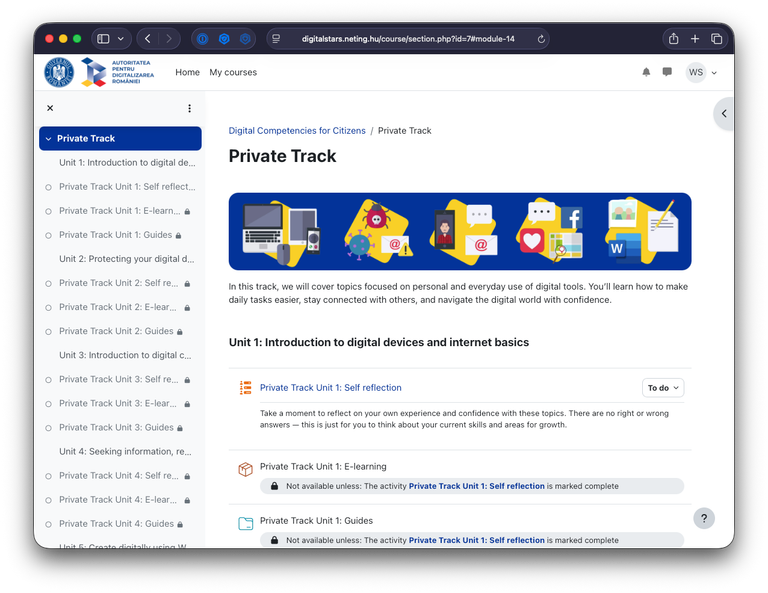 digitalstars.neting.hu/course/section.php?id=7#module-14
AUTORITATEA
PENTRU
DIGITALIZAREA
ROMÂNIEI
Home My courses
WS
Private Track
Unit 1: Introduction to digital de...
Private Track Unit 1: Self reflect...
Private Track Unit 1: E-learn...
Private Track Unit 1: Guides
Unit 2: Protecting your digital d...
Private Track Unit 2: Self re...
Private Track Unit 2: E-lear...
Private Track Unit 2: Guides
Unit 3: Introduction to digital c...
Private Track Unit 3: Self re...
Private Track Unit 3: E-lear...
Private Track Unit 3: Guides
Unit 4: Seeking information, re...
Private Track Unit 4: Self re...
Private Track Unit 4: E-lear...
Private Track Unit 4: Guides
Unit 5: Create digitally using W...
Digital Competencies for Citizens / Private Track
Private Track
@
@
f
W
In this track, we will cover topics focused on personal and everyday use of digital tools. You'll learn how to make
daily tasks easier, stay connected with others, and navigate the digital world with confidence.
Unit 1: Introduction to digital devices and internet basics
Private Track Unit 1: Self reflection
To do
Take a moment to reflect on your own experience and confidence with these topics. There are no right or wrong
answers — this is just for you to think about your current skills and areas for growth.
Private Track Unit 1: E-learning
Not available unless: The activity Private Track Unit 1: Self reflection is marked complete
Private Track Unit 1: Guides
Not available unless: The activity Private Track Unit 1: Self reflection is marked complete
?